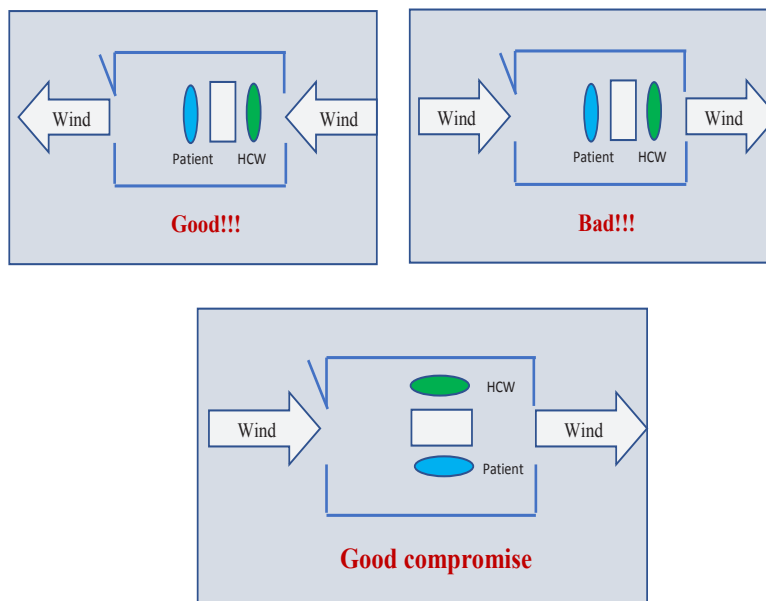 Wind
Wind
Patient
HCW
Good!!!
Wind
Wind
Patient
HCW
Bad!!!
HCW
Wind
Wind
Patient
Good compromise